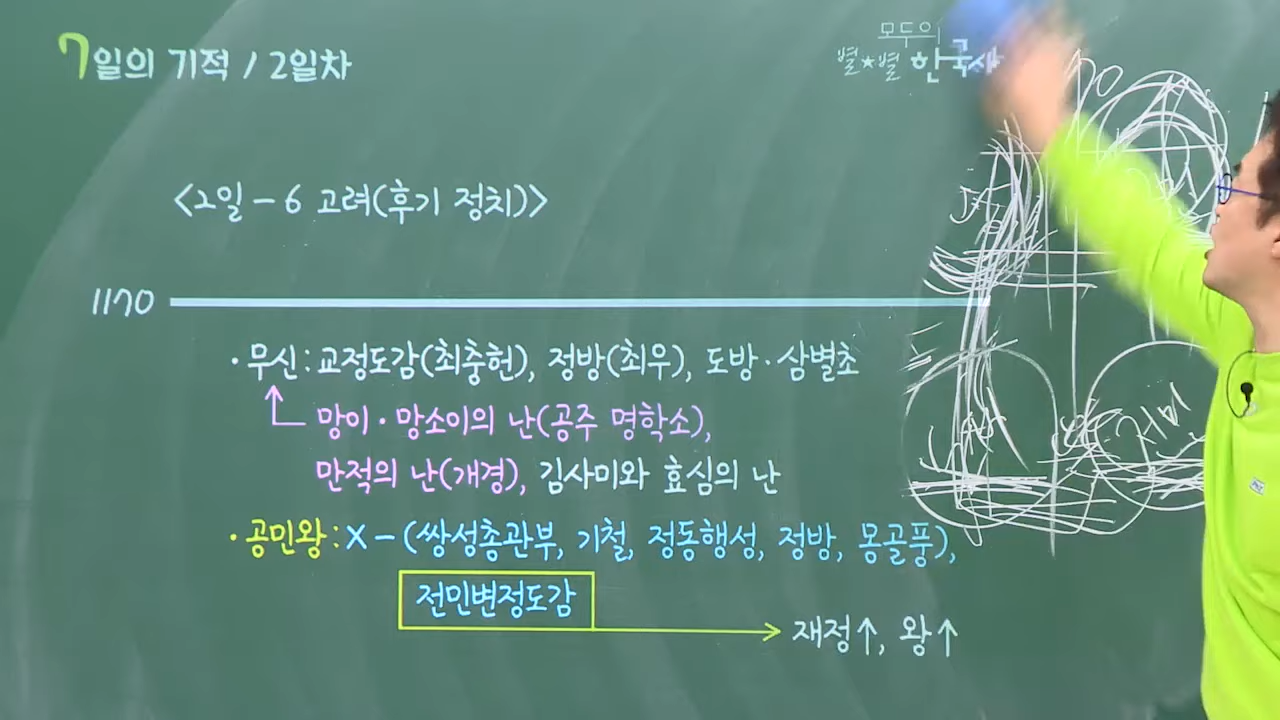 7일의 기적 / 2일차
모두의
별★별 한국사
<2일 - 6 고려(후기 정치)>
1170
· 무신 : 교정도감(최충헌), 정방(최우), 도방 · 삼별초
망이 · 망소이의 난(공주 명학소),
만적의 난(개경), 김사미와 효심의 난
· 공민왕 : X - (쌍성총관부, 기철, 정동행성, 정방, 몽골풍),
전민변정도감
재정↑, 왕↑